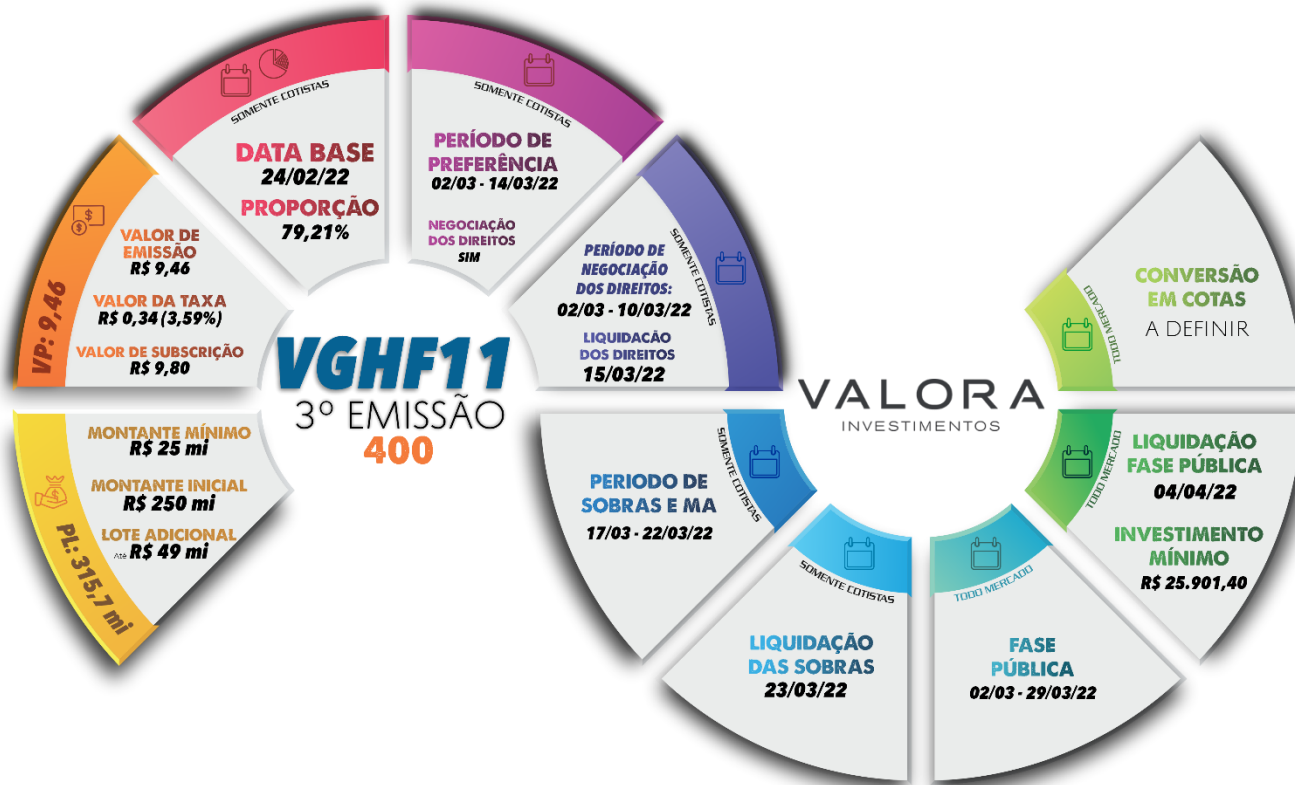 PL: 315,7 mi
MONTANTE MÍNIMO
R$ 25 mi
MONTANTE INICIAL
R$ 250 mi
LOTE ADICIONAL
Até R$ 49 mi
VP: 9,46
VALOR DE
EMISSÃO
R$ 9,46
VALOR DA TAXA
R$ 0,34 (3,59%)
VALOR DE SUBSCRIÇÃO
R$ 9,80
SOMENTE COTISTAS
DATA BASE
24/02/22
PROPORÇÃO
79,21%
SOMENTE COTISTAS
PERÍODO DE
PREFERÊNCIA
02/03 - 14/03/22
NEGOCIAÇÃO
DOS DIREITOS
SIM
SOMENTE COTISTAS
PERÍODO DE
NEGOCIAÇÃO
DOS DIREITOS:
02/03 - 10/03/22
LIQUIDAÇÃO
DOS DIREITOS
15/03/22
VGHF11
3º EMISSÃO
400
VALORA
INVESTIMENTOS
SOMENTE COTISTAS
PERIODO DE
SOBRAS E MA
17/03 - 22/03/22
SOMENTE COTISTAS
LIQUIDAÇÃO
DAS SOBRAS
23/03/22
TODO MERCADO
FASE
PÚBLICA
02/03 - 29/03/22
TODO MERCADO
LIQUIDAÇÃO
FASE PÚBLICA
04/04/22
INVESTIMENTO
MÍNIMO
R$ 25.901,40
TODO MERCADO
CONVERSÃO
EM COTAS
A DEFINIR